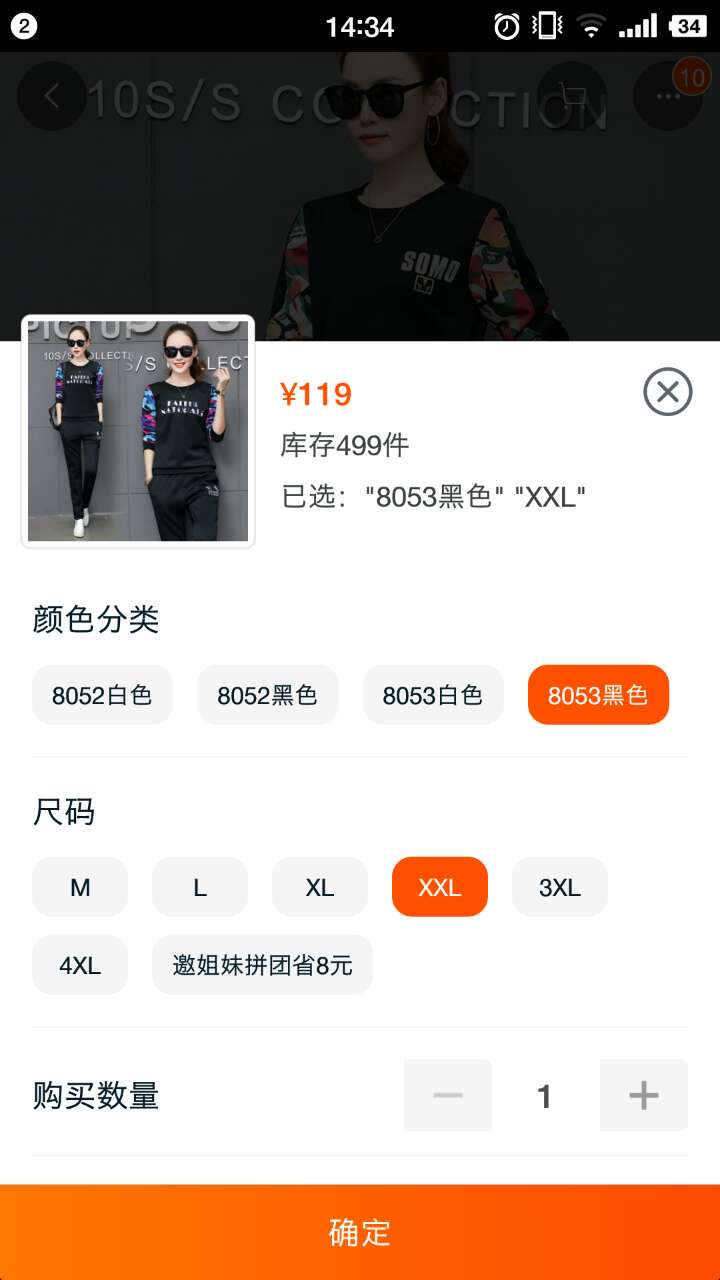 2
14:34
34
10
10S/S COLLECTION
SOMO
10S/S COLLECT
S/S
LECT
¥119
库存499件
已选："8053黑色" "XXL"
颜色分类
8052白色 8052黑色 8053白色 8053黑色
尺码
M L XL XXL 3XL
4XL 邀姐妹拼团省8元
购买数量
1
确定